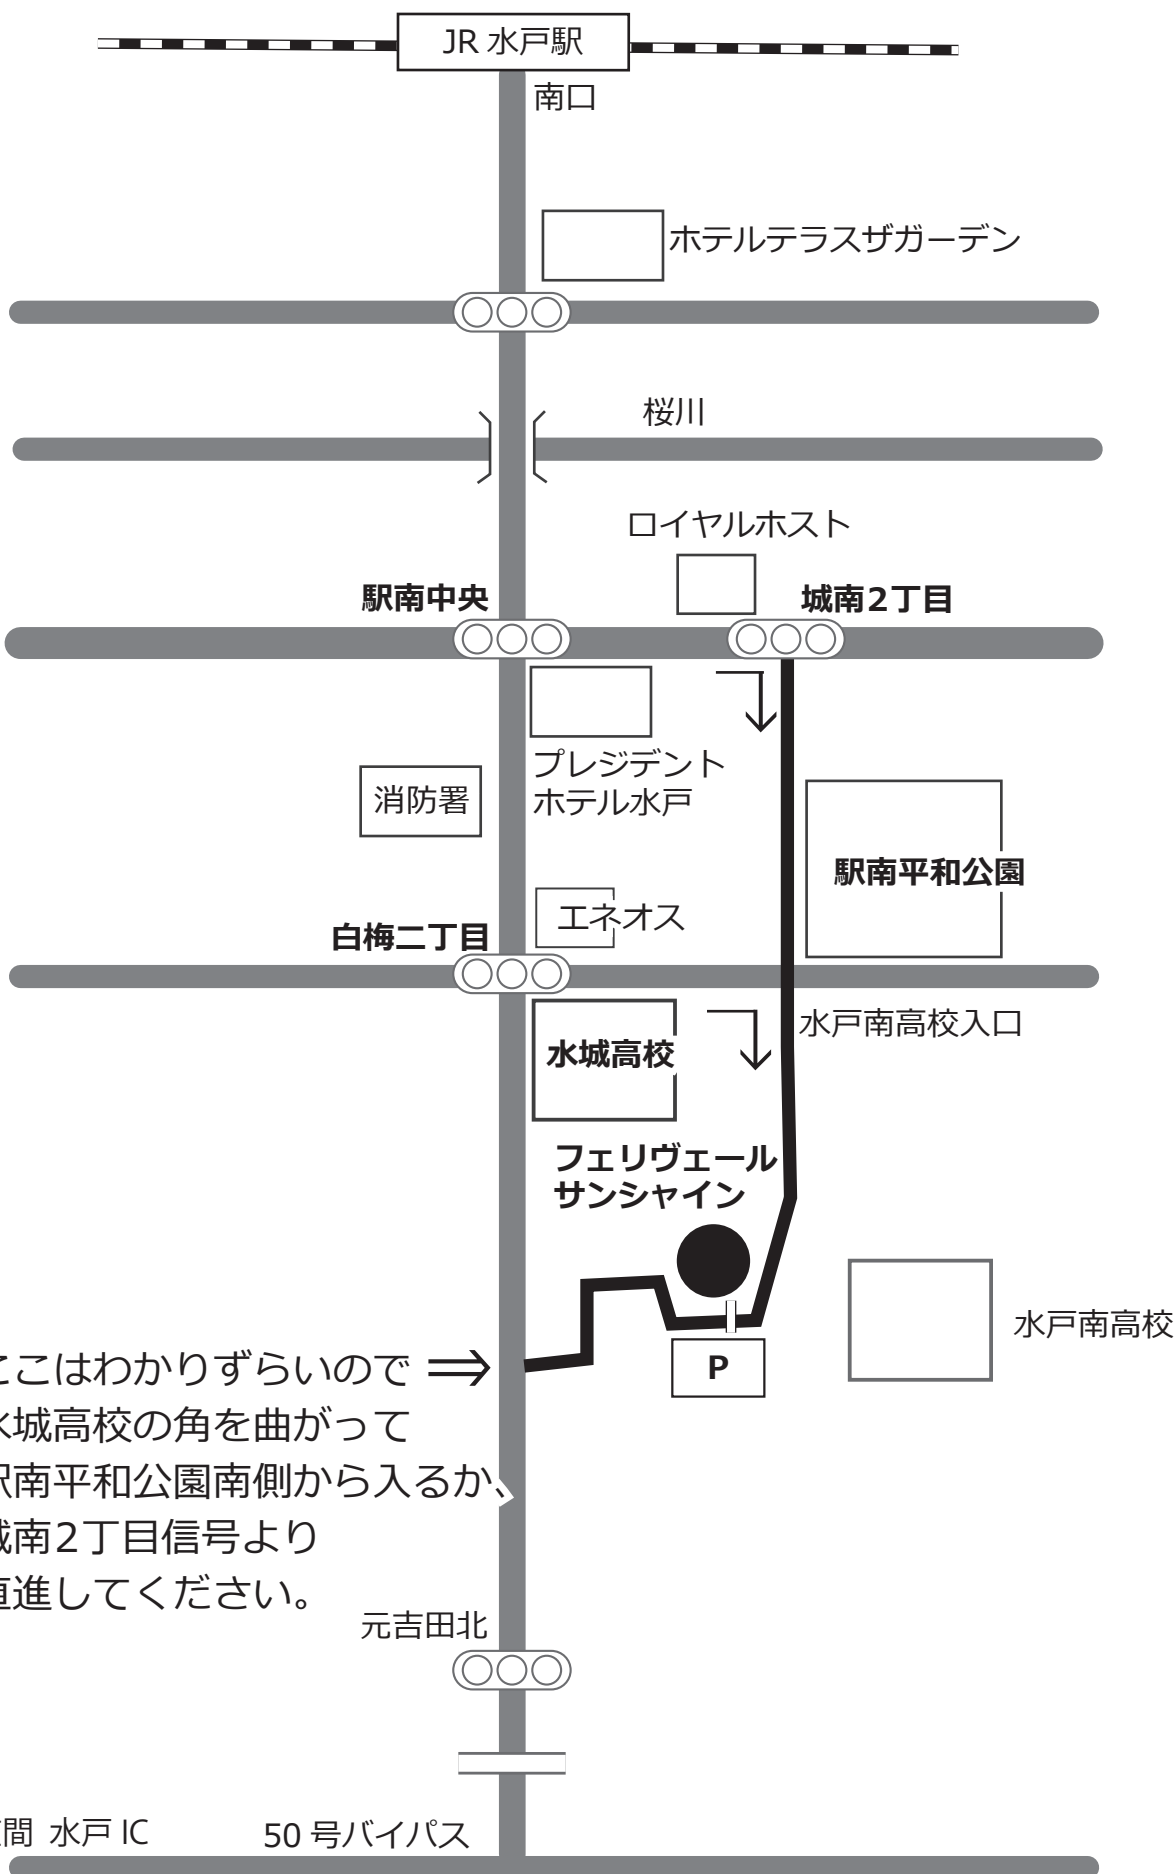 JR 水戸駅
南口
ホテルテラスザガーデン
桜川
ロイヤルホスト
駅南中央
城南2丁目
プレジデント
ホテル水戸
消防署
駅南平和公園
エネオス
白梅二丁目
水戸南高校入口
水城高校
フェリヴェール
サンシャイン
水戸南高校
P
ここはわかりずらいので ⇒
水城高校の角を曲がって
駅南平和公園南側から入るか、
城南2丁目信号より
直進してください。
元吉田北
間 水戸 IC
50 号バイパス